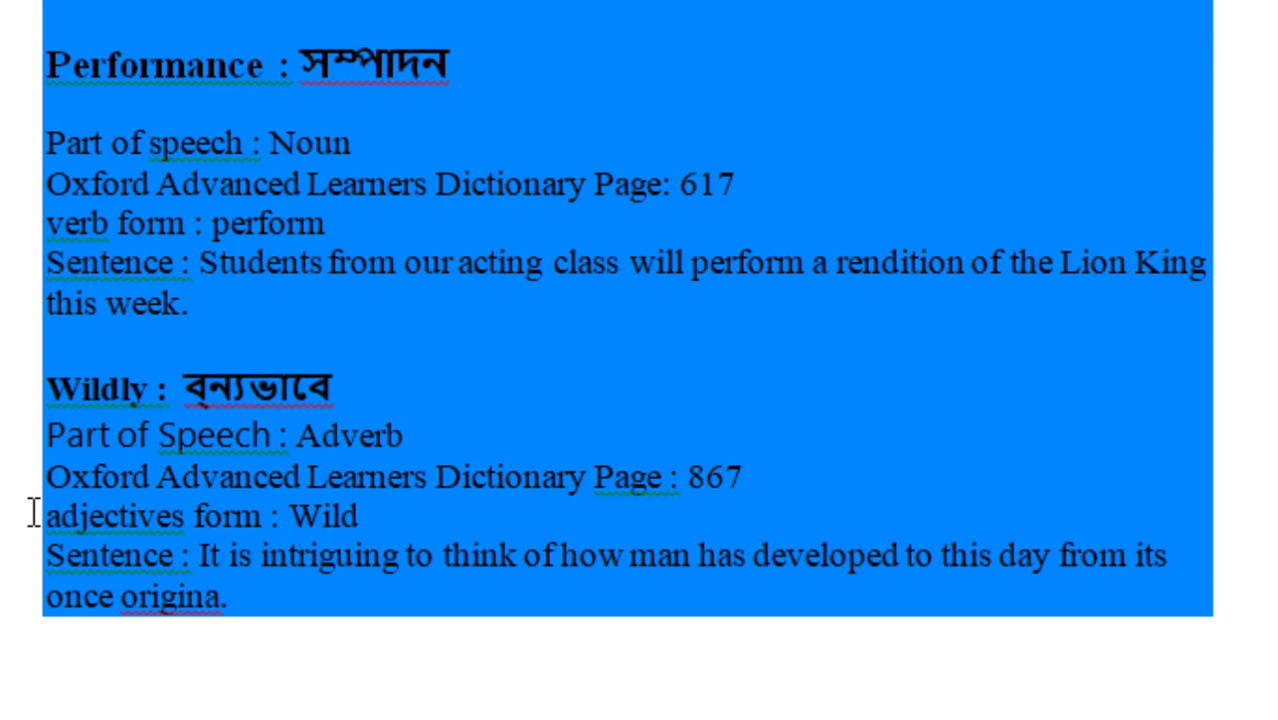 Performance : সম্পাদন
Part of speech : Noun
Oxford Advanced Learners Dictionary Page: 617
verb form : perform
Sentence : Students from our acting class will perform a rendition of the Lion King
this week.
Wildly : ব্ন্যভাবে
Part of Speech : Adverb
Oxford Advanced Learners Dictionary Page : 867
adjectives form : Wild
Sentence : It is intriguing to think of how man has developed to this day from its
once origina.